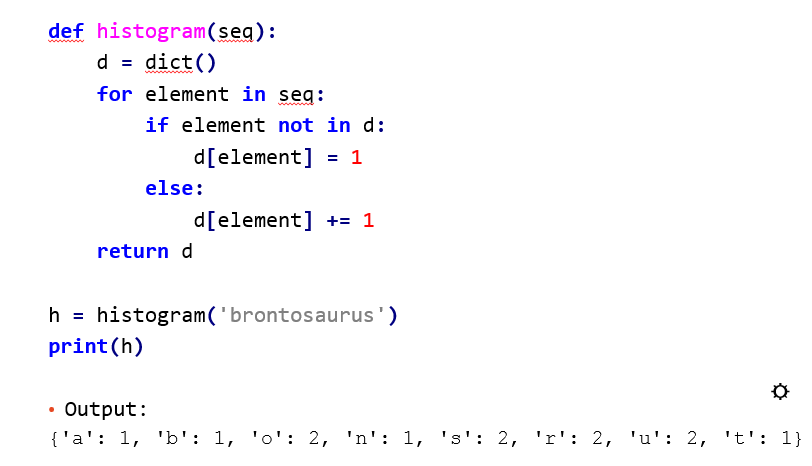 def histogram(seq):
    d = dict()
    for element in seq:
        if element not in d:
            d[element] = 1
        else:
            d[element] += 1
    return d

h = histogram('brontosaurus')
print(h)

• Output:
{'a': 1, 'b': 1, 'o': 2, 'n': 1, 's': 2, 'r': 2, 'u': 2, 't': 1}